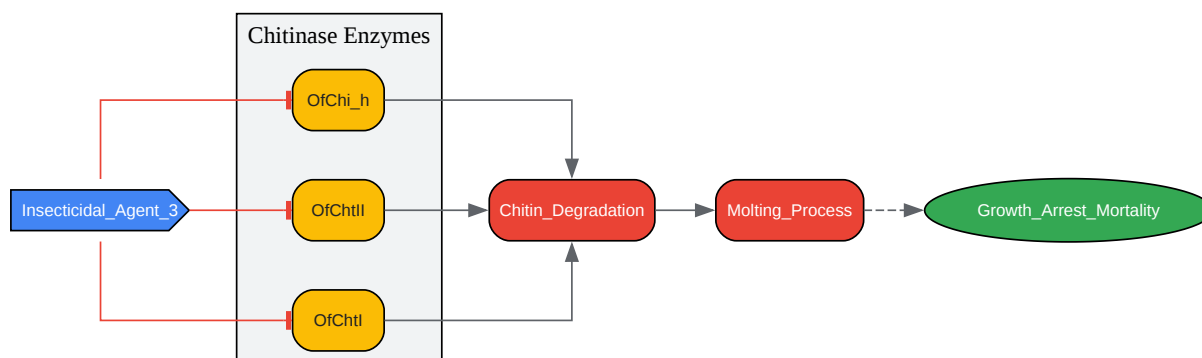 Chitinase Enzymes
OfChi_h
Insecticidal_Agent_3
OfChtII
Chitin_Degradation
Molting_Process
Growth_Arrest_Mortality
OfChtI